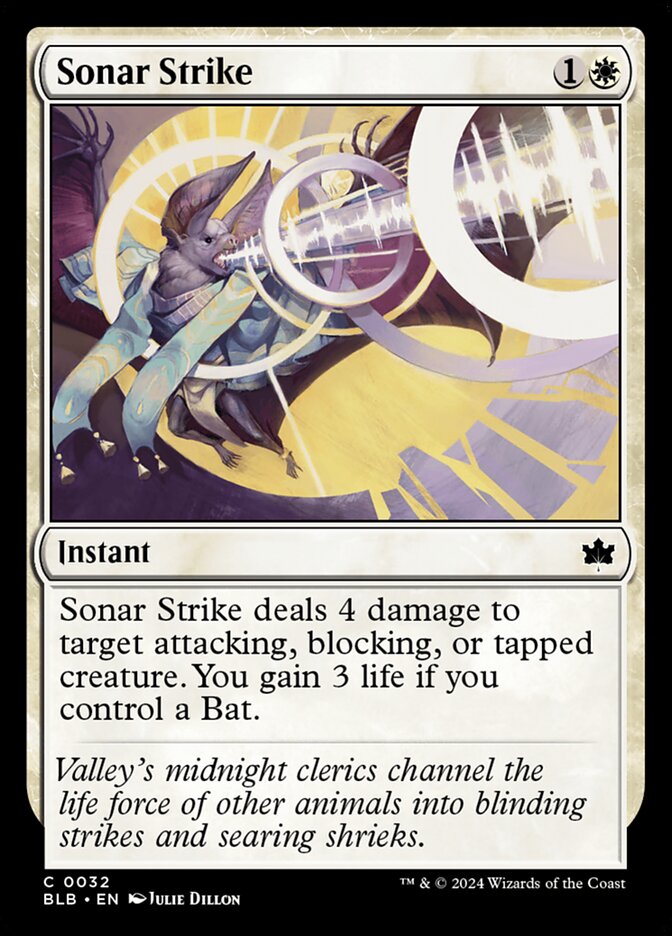 Sonar Strike 1
Instant
Sonar Strike deals 4 damage to
target attacking, blocking, or tapped
creature. You gain 3 life if you
control a Bat.
Valley's midnight clerics channel the
life force of other animals into blinding
strikes and searing shrieks.
C 0032
BLB • EN Julie Dillon
™ & © 2024 Wizards of the Coast